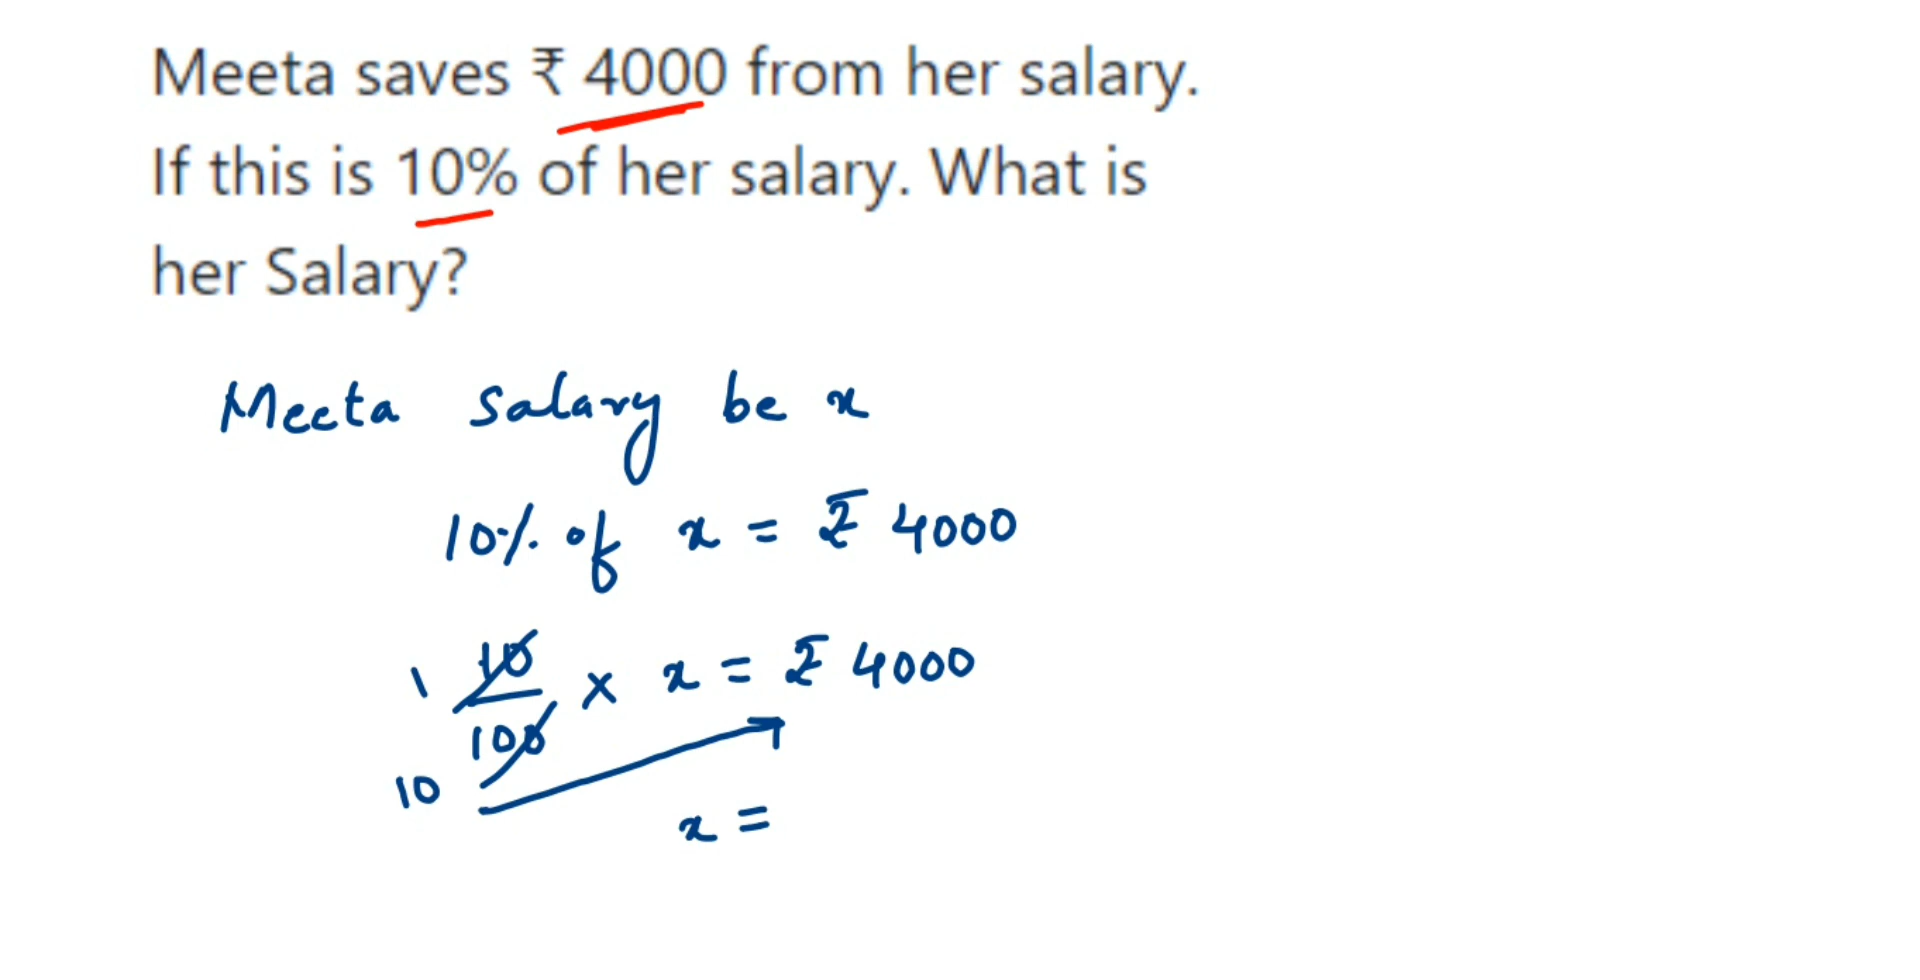 Meeta saves ₹ 4000 from her salary.
If this is 10% of her salary. What is
her Salary?
Meeta salary be x
10% of x = ₹ 4000
1 10/100 × x = ₹ 4000
10
x =